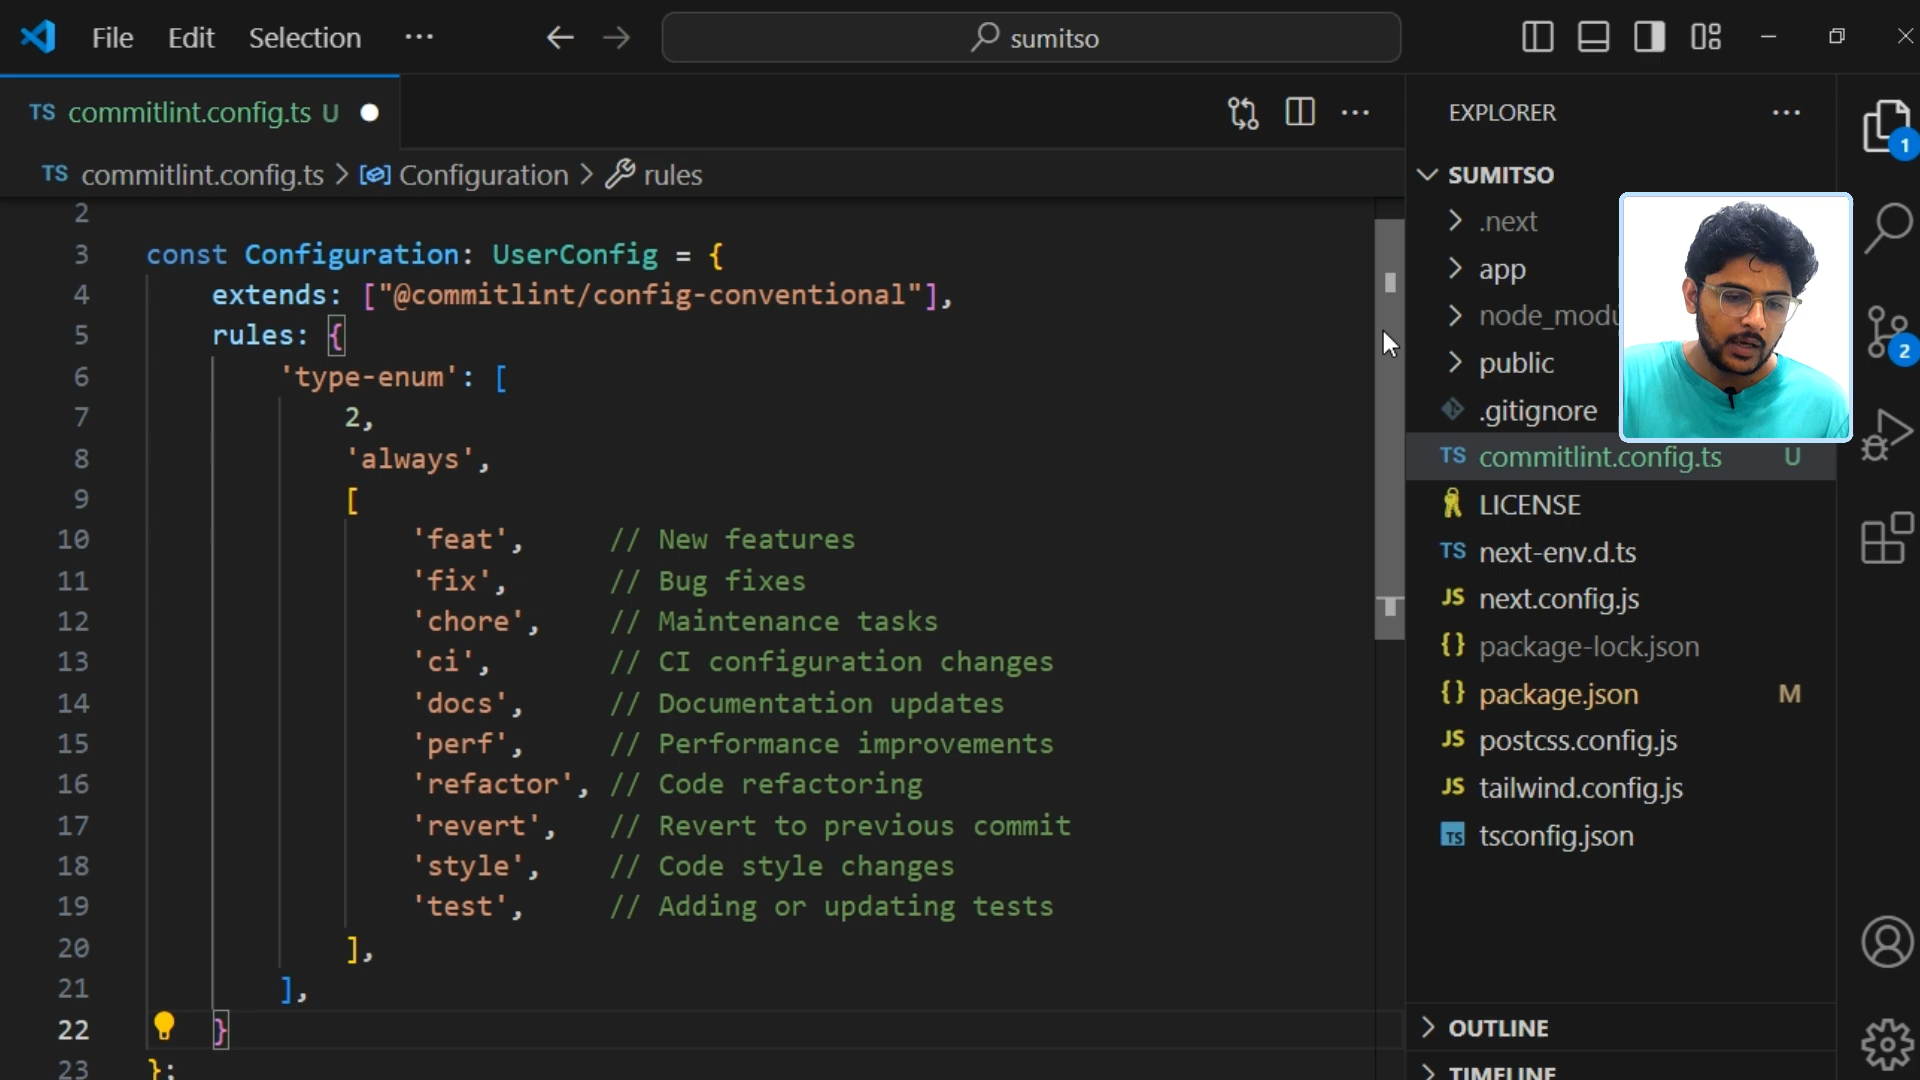 File Edit Selection ···
sumitso
TS commitlint.config.ts U
TS commitlint.config.ts > Configuration > rules
2
3 const Configuration: UserConfig = {
4 extends: ["@commitlint/config-conventional"],
5 rules: {
6 'type-enum': [
7 2,
8 'always',
9 [
10 'feat', // New features
11 'fix', // Bug fixes
12 'chore', // Maintenance tasks
13 'ci', // CI configuration changes
14 'docs', // Documentation updates
15 'perf', // Performance improvements
16 'refactor', // Code refactoring
17 'revert', // Revert to previous commit
18 'style', // Code style changes
19 'test', // Adding or updating tests
20 ],
21 ],
22 }
23 };
EXPLORER ···
SUMITSO
.next
app
node_modu
public
.gitignore
TS commitlint.config.ts U
LICENSE
TS next-env.d.ts
JS next.config.js
{} package-lock.json
{} package.json M
JS postcss.config.js
JS tailwind.config.js
TS tsconfig.json
OUTLINE
TIMELINE
1
2